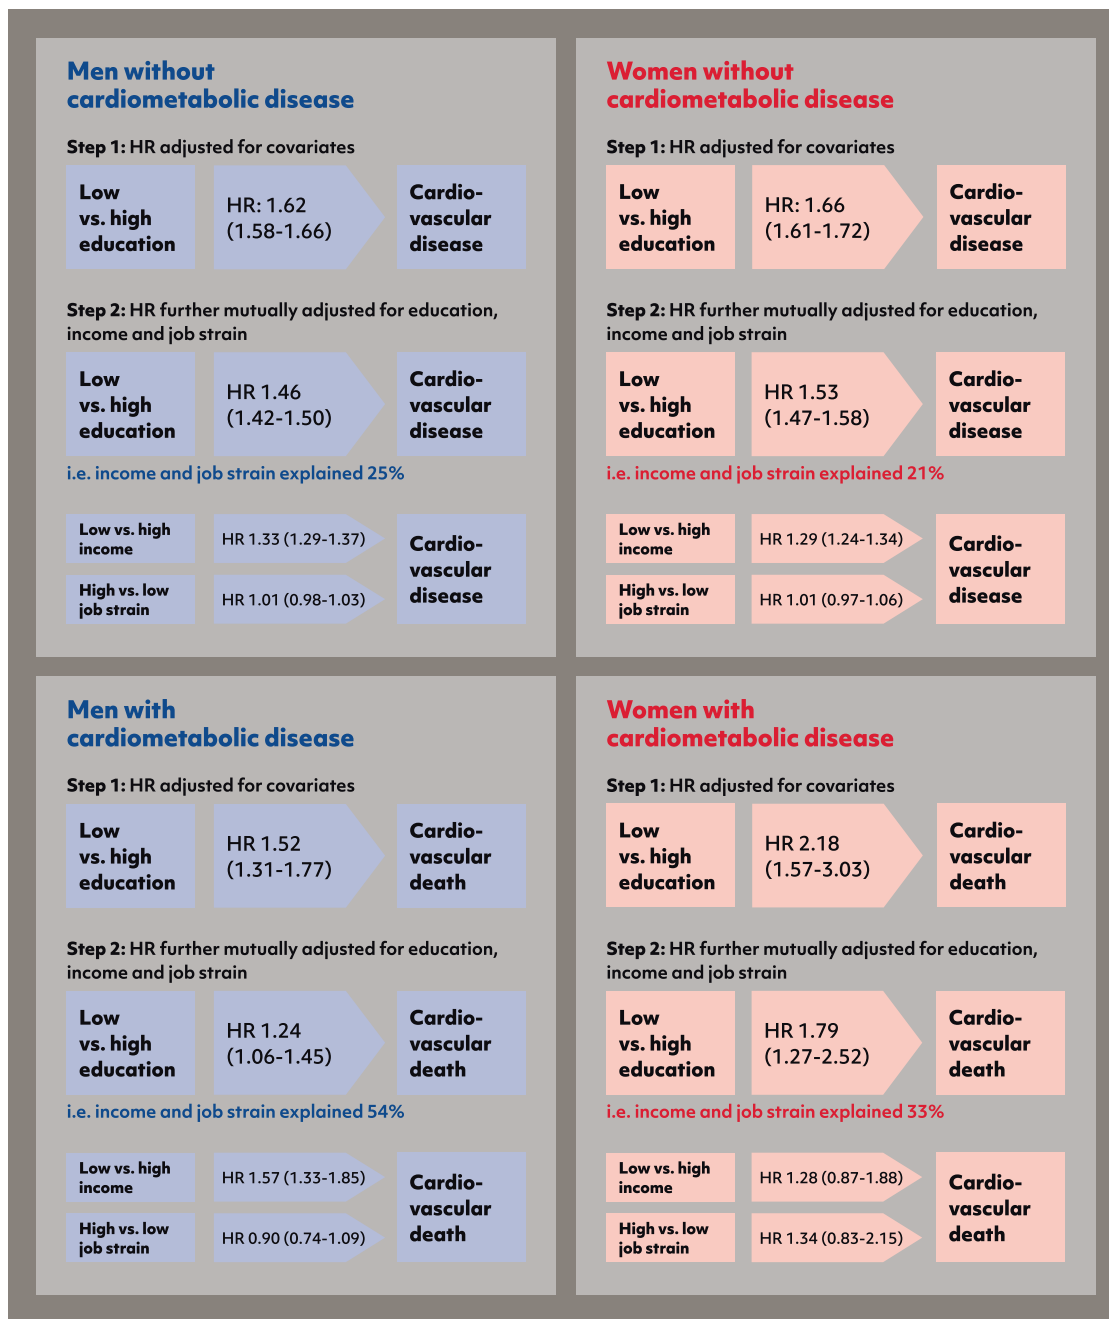 Men without
cardiometabolic disease
Step 1: HR adjusted for covariates
Low
vs. high
education
HR: 1.62
(1.58-1.66)
Cardio-
vascular
disease
Step 2: HR further mutually adjusted for education,
income and job strain
Low
vs. high
education
HR 1.46
(1.42-1.50)
Cardio-
vascular
disease
i.e. income and job strain explained 25%
Low vs. high
income
HR 1.33 (1.29-1.37)
High vs. low
job strain
HR 1.01 (0.98-1.03)
Cardio-
vascular
disease
Women without
cardiometabolic disease
Step 1: HR adjusted for covariates
Low
vs. high
education
HR: 1.66
(1.61-1.72)
Cardio-
vascular
disease
Step 2: HR further mutually adjusted for education,
income and job strain
Low
vs. high
education
HR 1.53
(1.47-1.58)
Cardio-
vascular
disease
i.e. income and job strain explained 21%
Low vs. high
income
HR 1.29 (1.24-1.34)
High vs. low
job strain
HR 1.01 (0.97-1.06)
Cardio-
vascular
disease
Men with
cardiometabolic disease
Step 1: HR adjusted for covariates
Low
vs. high
education
HR 1.52
(1.31-1.77)
Cardio-
vascular
death
Step 2: HR further mutually adjusted for education,
income and job strain
Low
vs. high
education
HR 1.24
(1.06-1.45)
Cardio-
vascular
death
i.e. income and job strain explained 54%
Low vs. high
income
HR 1.57 (1.33-1.85)
High vs. low
job strain
HR 0.90 (0.74-1.09)
Cardio-
vascular
death
Women with
cardiometabolic disease
Step 1: HR adjusted for covariates
Low
vs. high
education
HR 2.18
(1.57-3.03)
Cardio-
vascular
death
Step 2: HR further mutually adjusted for education,
income and job strain
Low
vs. high
education
HR 1.79
(1.27-2.52)
Cardio-
vascular
death
i.e. income and job strain explained 33%
Low vs. high
income
HR 1.28 (0.87-1.88)
High vs. low
job strain
HR 1.34 (0.83-2.15)
Cardio-
vascular
death